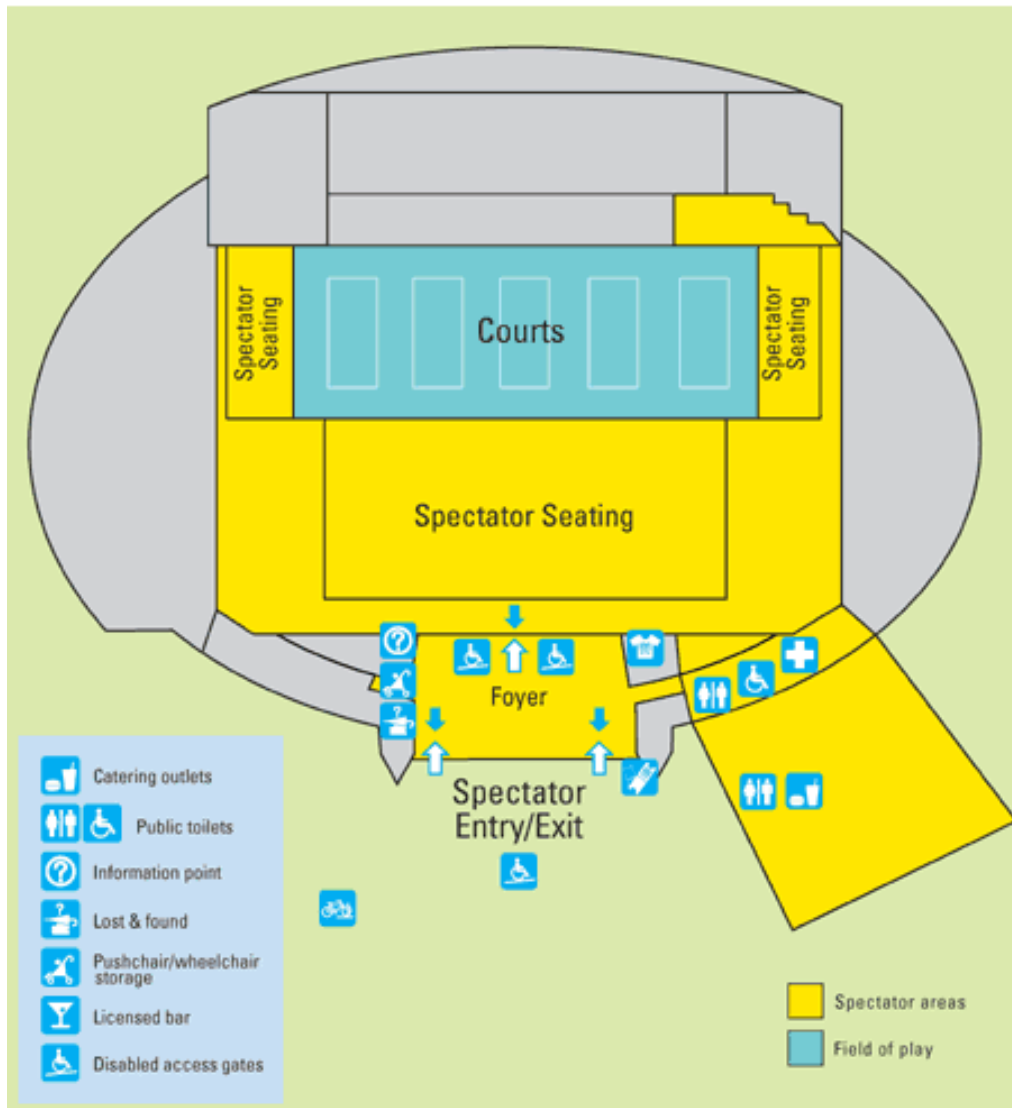 Spectator
Seating
Courts
Spectator
Seating
Spectator Seating
Foyer
Spectator
Entry/Exit
Catering outlets
Public toilets
Information point
Lost & found
Pushchair/wheelchair
storage
Licensed bar
Disabled access gates
Spectator areas
Field of play